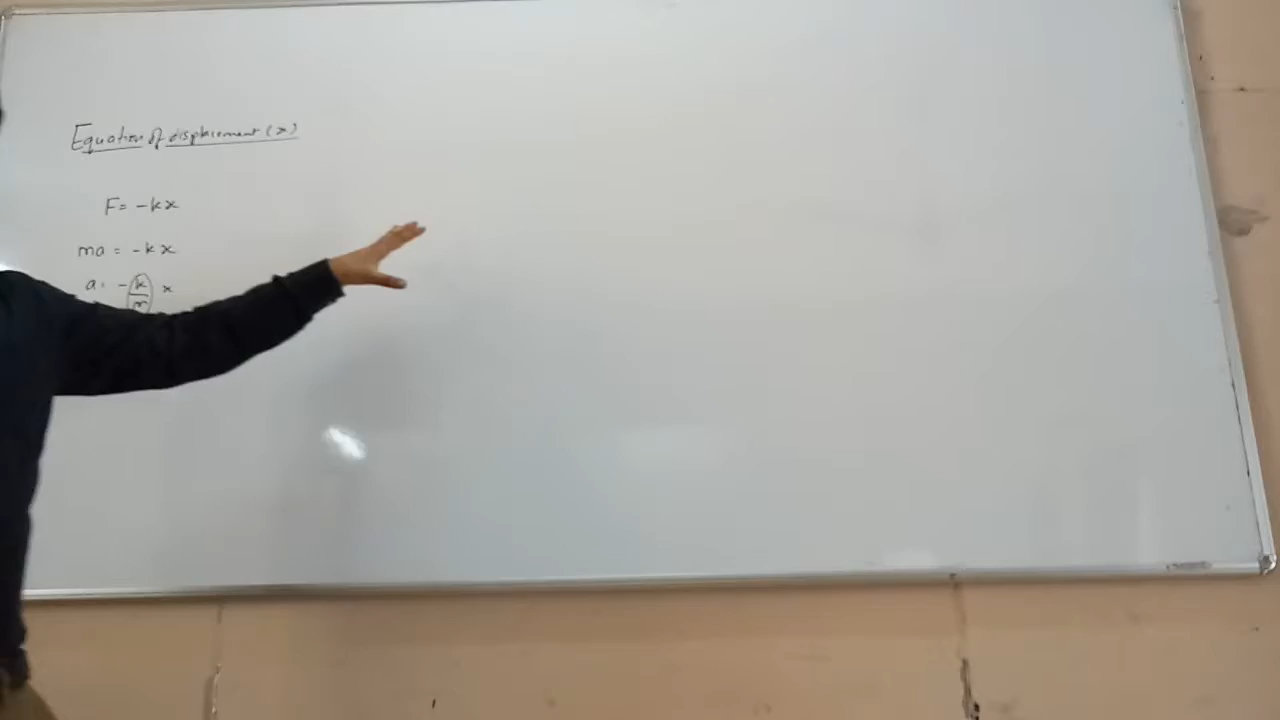 Equation of displacement (x)
F = -kx
ma = -kx
a = -k/m x